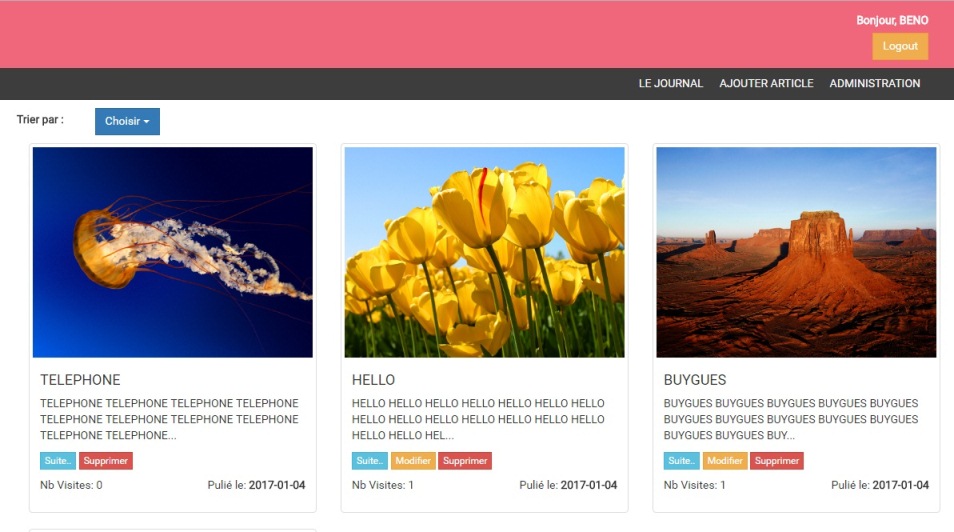 Bonjour, BENO
Logout
LE JOURNAL AJOUTER ARTICLE ADMINISTRATION
Trier par : Choisir
TELEPHONE
TELEPHONE TELEPHONE TELEPHONE TELEPHONE
TELEPHONE TELEPHONE TELEPHONE TELEPHONE
TELEPHONE TELEPHONE...
Suite.. Supprimer
Nb Visites: 0 Pulié le: 2017-01-04
HELLO
HELLO HELLO HELLO HELLO HELLO HELLO HELLO
HELLO HELLO HELLO HELLO HELLO HELLO HELLO
HELLO HELLO HEL...
Suite.. Modifier Supprimer
Nb Visites: 1 Pulié le: 2017-01-04
BUYGUES
BUYGUES BUYGUES BUYGUES BUYGUES BUYGUES
BUYGUES BUYGUES BUYGUES BUYGUES BUYGUES
BUYGUES BUYGUES BUY...
Suite.. Modifier Supprimer
Nb Visites: 1 Pulié le: 2017-01-04